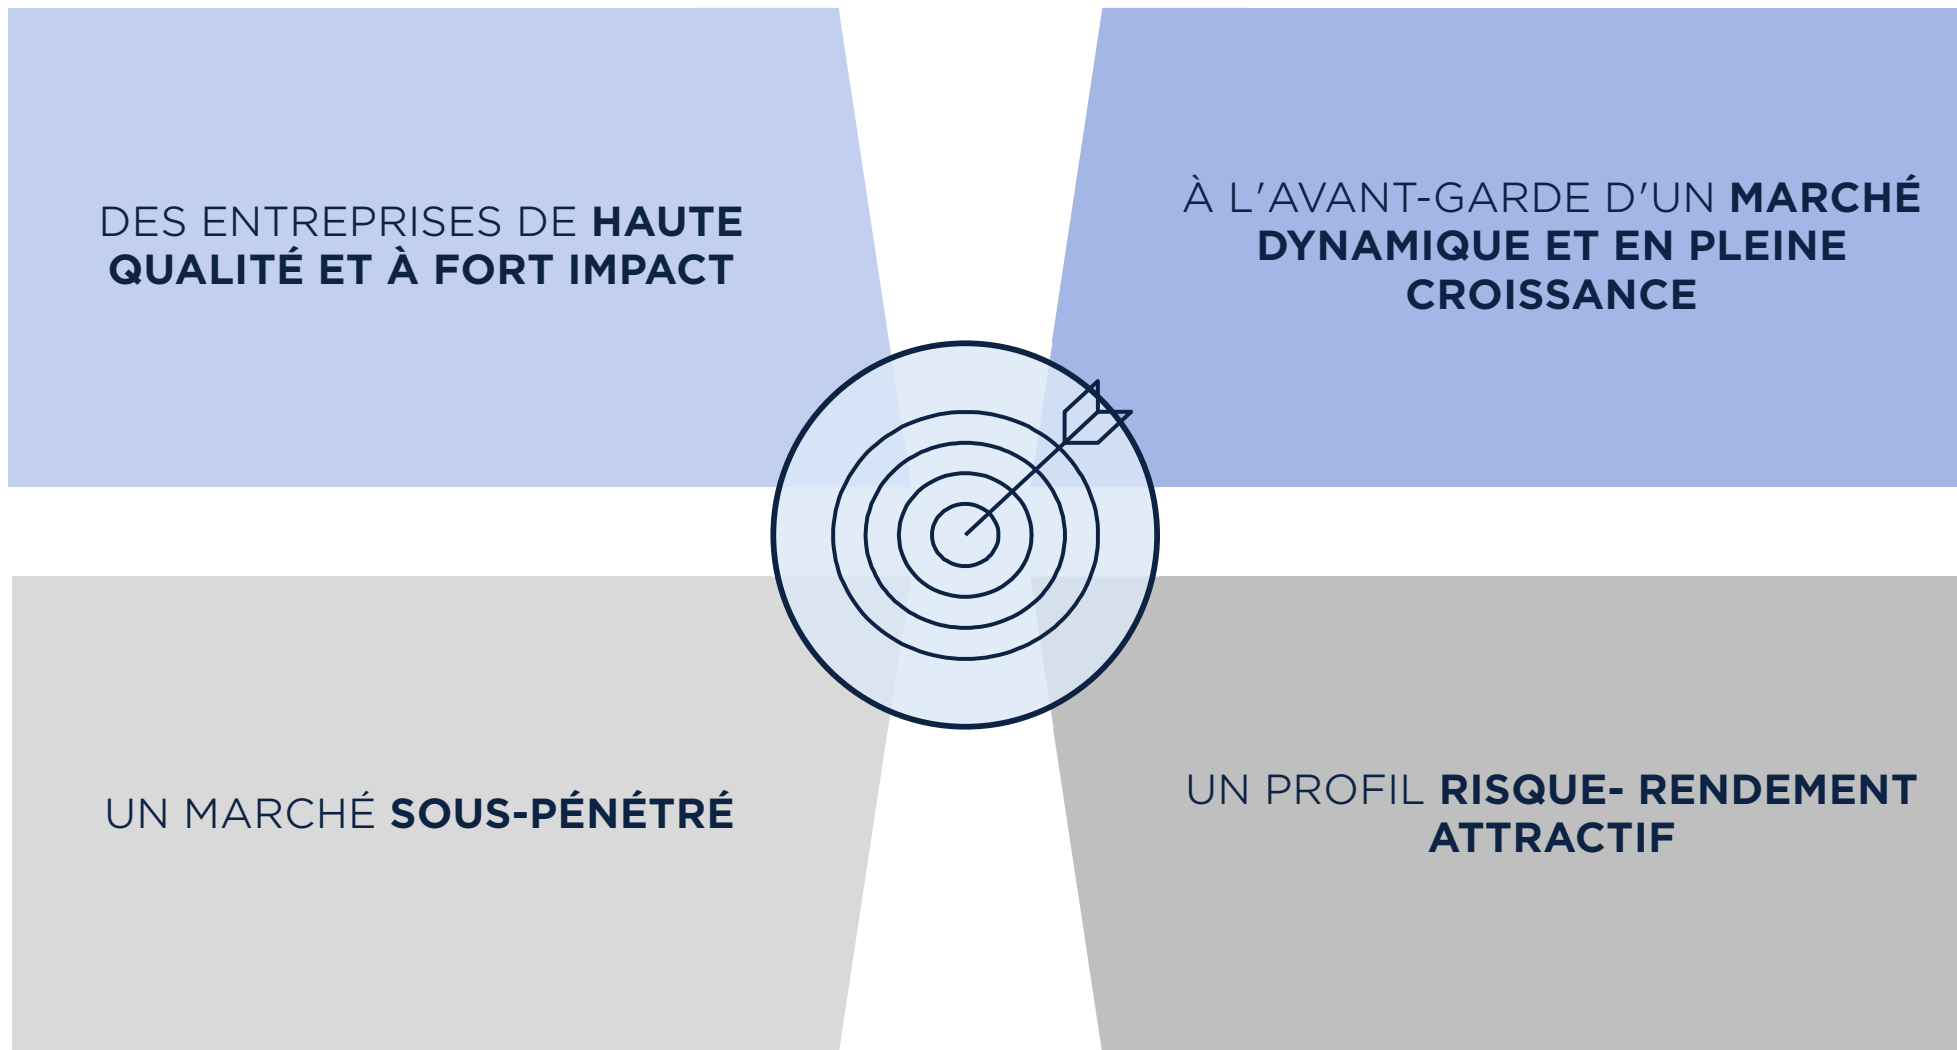 DES ENTREPRISES DE HAUTE
QUALITÉ ET À FORT IMPACT
À L'AVANT-GARDE D'UN MARCHÉ
DYNAMIQUE ET EN PLEINE
CROISSANCE
UN MARCHÉ SOUS-PÉNÉTRÉ
UN PROFIL RISQUE- RENDEMENT
ATTRACTIF